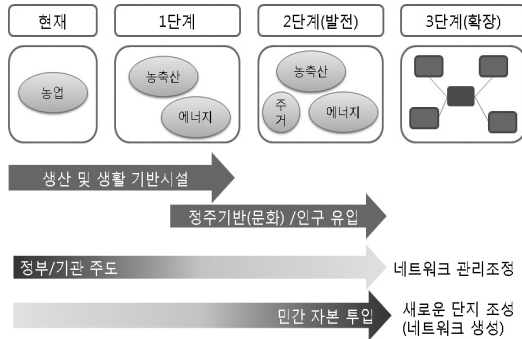 현재
1단계
2단계(발전)
3단계(확장)
농업
농축산
에너지
농축산
주
거
에너지
생산 및 생활 기반시설
정주기반(문화) /인구 유입
정부/기관 주도
네트워크 관리조정
민간 자본 투입
새로운 단지 조성
(네트워크 생성)